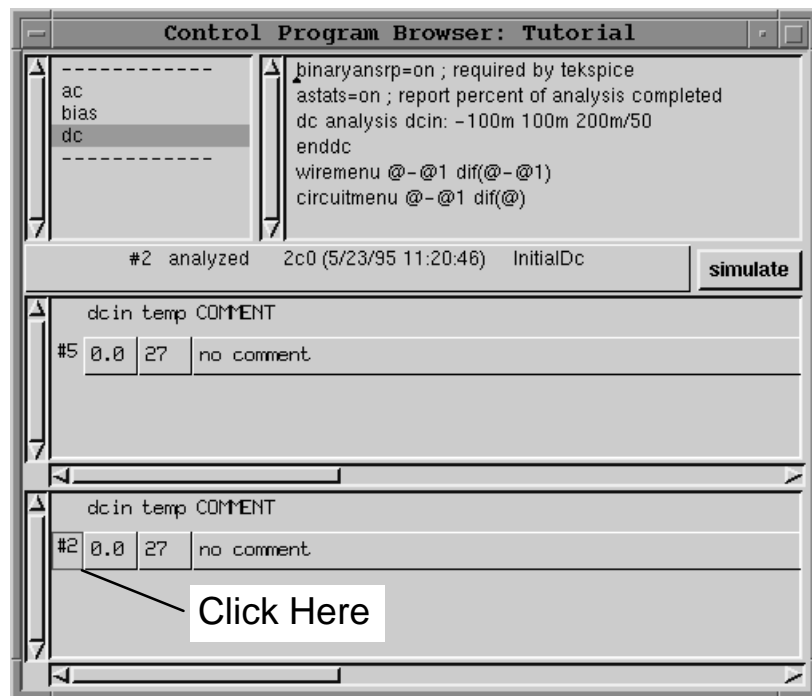 Control Program Browser: Tutorial
------------
ac
bias
dc
------------
binaryansrp=on ; required by tekspice
astats=on ; report percent of analysis completed
dc analysis dcin: -100m 100m 200m/50
enddc
wiremenu @-@1 dif(@-@1)
circuitmenu @-@1 dif(@)
#2 analyzed 2c0 (5/23/95 11:20:46) InitialDc
simulate
dcin temp COMMENT
#5 0.0 27 no comment
dcin temp COMMENT
#2 0.0 27 no comment
Click Here